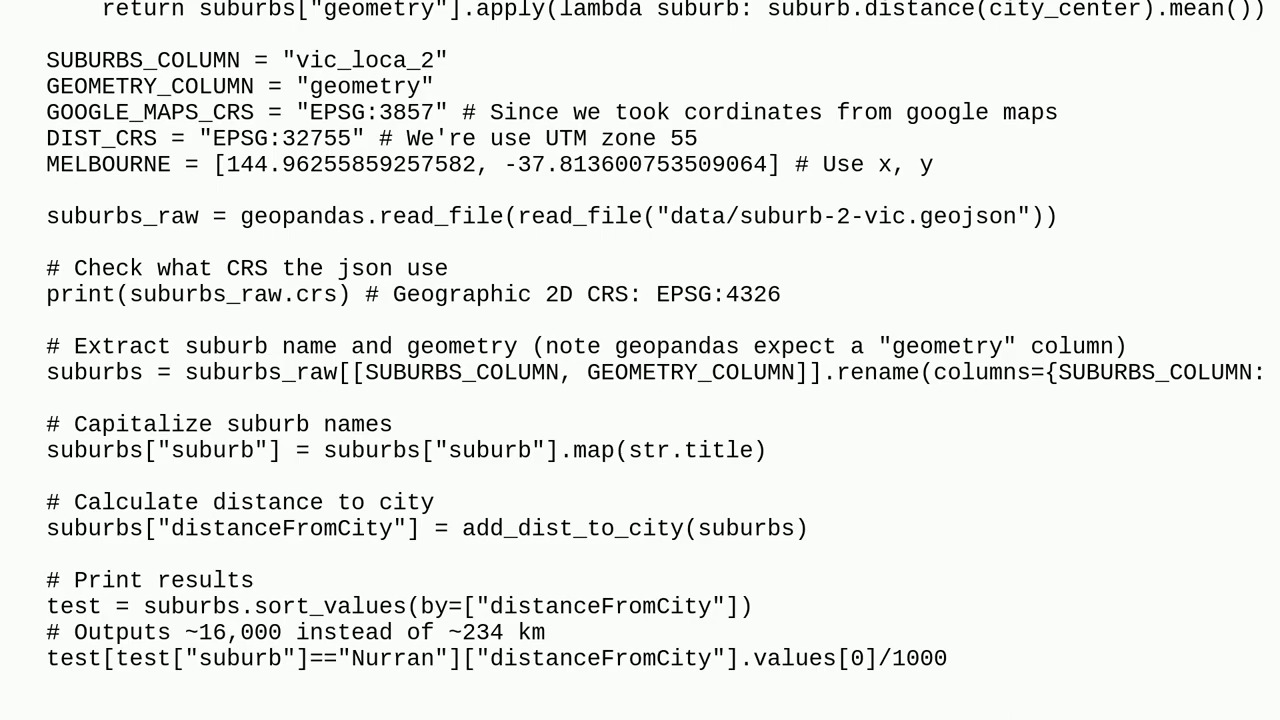 return suburbs["geometry"].apply(lambda suburb: suburb.distance(city_center).mean())
SUBURBS_COLUMN = "vic_loca_2"
GEOMETRY_COLUMN = "geometry"
GOOGLE_MAPS_CRS = "EPSG:3857" # Since we took cordinates from google maps
DIST_CRS = "EPSG:32755" # We're use UTM zone 55
MELBOURNE = [144.96255859257582, -37.813600753509064] # Use x, y
suburbs_raw = geopandas.read_file(read_file("data/suburb-2-vic.geojson"))
# Check what CRS the json use
print(suburbs_raw.crs) # Geographic 2D CRS: EPSG:4326
# Extract suburb name and geometry (note geopandas expect a "geometry" column)
suburbs = suburbs_raw[[SUBURBS_COLUMN, GEOMETRY_COLUMN]].rename(columns={SUBURBS_COLUMN:
# Capitalize suburb names
suburbs["suburb"] = suburbs["suburb"].map(str.title)
# Calculate distance to city
suburbs["distanceFromCity"] = add_dist_to_city(suburbs)
# Print results
test = suburbs.sort_values(by=["distanceFromCity"])
# Outputs ~16,000 instead of ~234 km
test[test["suburb"]=="Nurran"]["distanceFromCity"].values[0]/1000